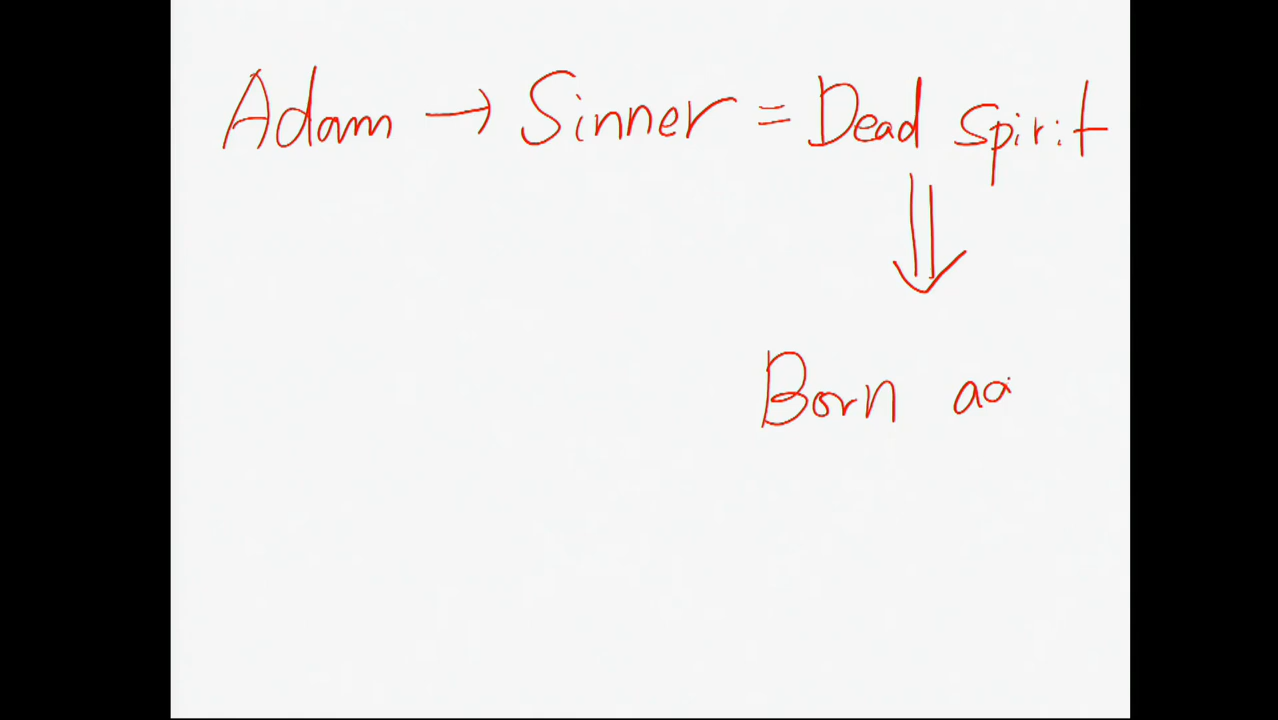 Adam → Sinner = Dead spirit
Born